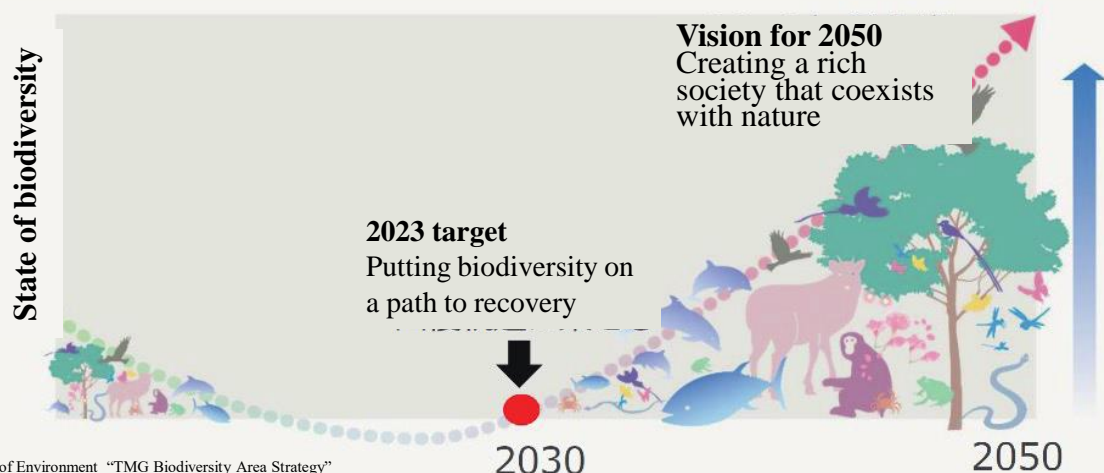 State of biodiversity
Vision for 2050
Creating a rich
society that coexists
with nature
2023 target
Putting biodiversity on
a path to recovery
2030
2050
of Environment "TMG Biodiversity Area Strategy"